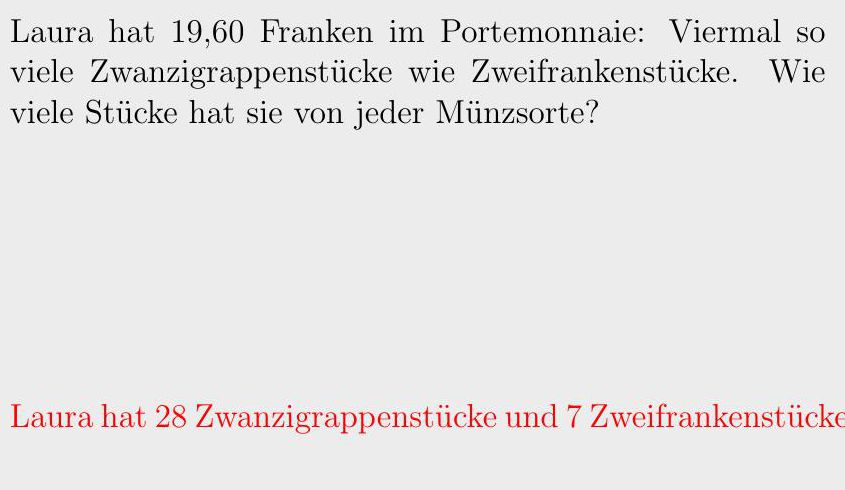 Laura hat 19,60 Franken im Portemonnaie: Viermal so
viele Zwanzigrappenstücke wie Zweifrankenstücke. Wie
viele Stücke hat sie von jeder Münzsorte?
Laura hat 28 Zwanzigrappenstücke und 7 Zweifrankenstücke